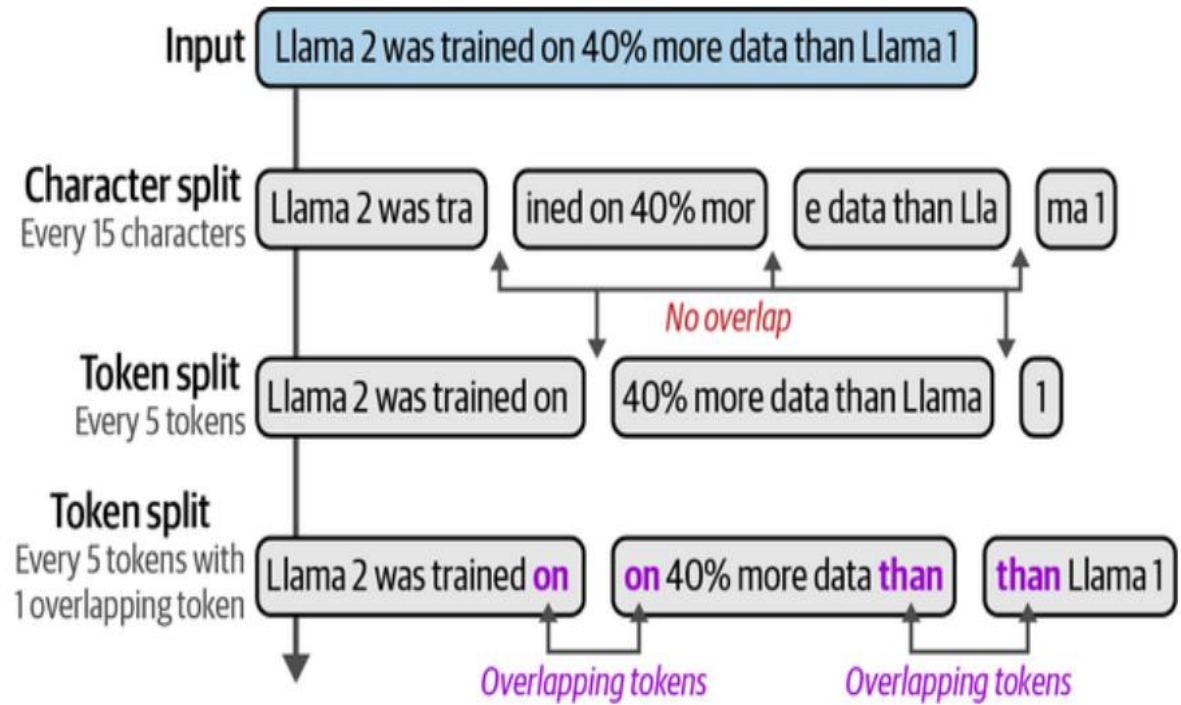 Input
Llama 2 was trained on 40% more data than Llama 1
Character split
Every 15 characters
Llama 2 was tra
ined on 40% mor
e data than Lla
ma 1
No overlap
Token split
Every 5 tokens
Llama 2 was trained on
40% more data than Llama
1
Token split
Every 5 tokens with
1 overlapping token
Llama 2 was trained on
on 40% more data than
than Llama 1
Overlapping tokens
Overlapping tokens